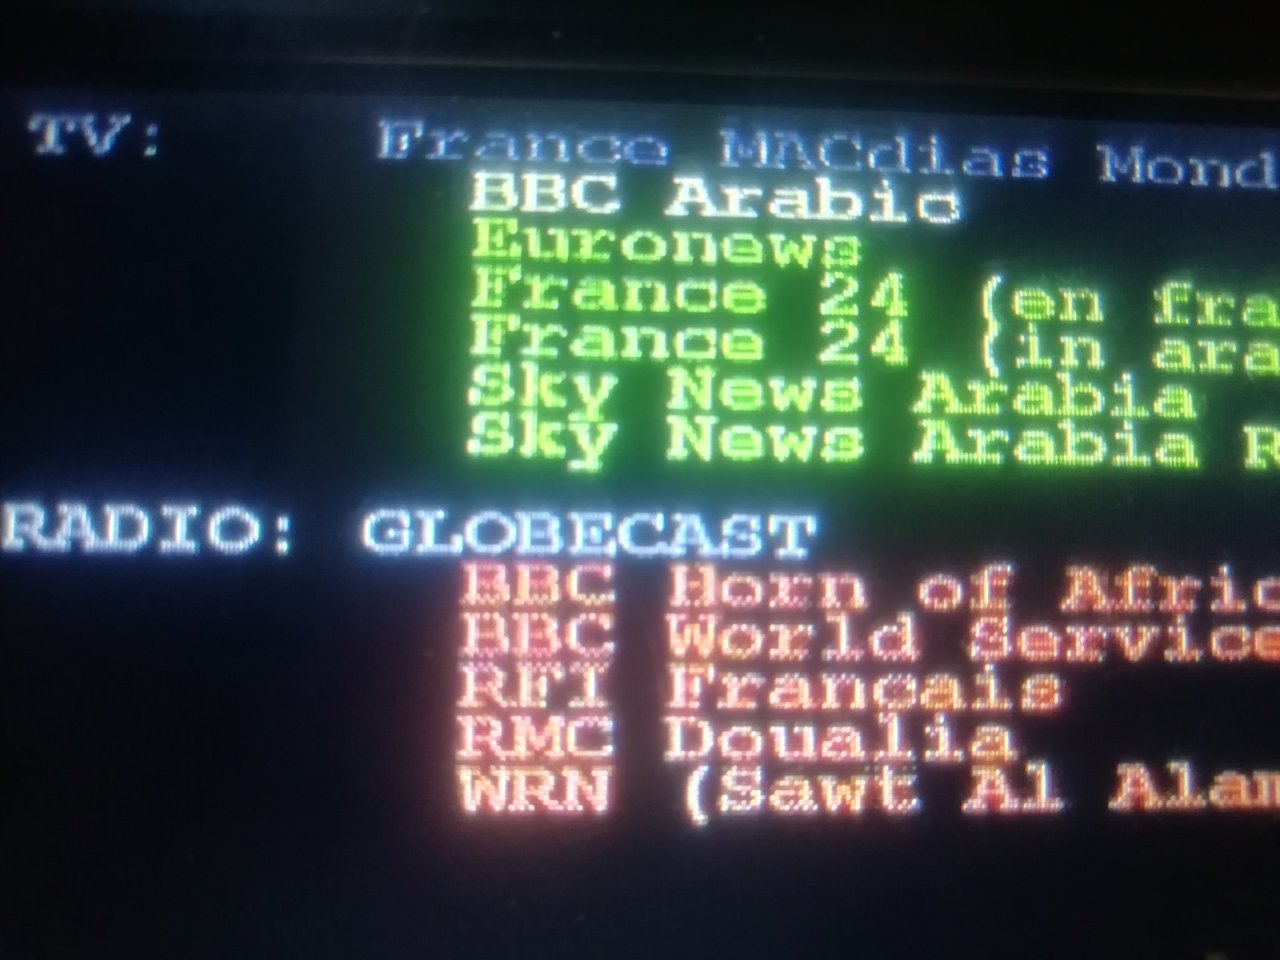 TV: France MACdias Mond
BBC Arabic
Euronews
France 24 (en fra
France 24 (in ara
Sky News Arabia
Sky News Arabia R
RADIO: GLOBECAST
BBC Horn of Afric
BBC World Service
RFI Francais
RMC Doualia
WRN (Sawt Al Alam